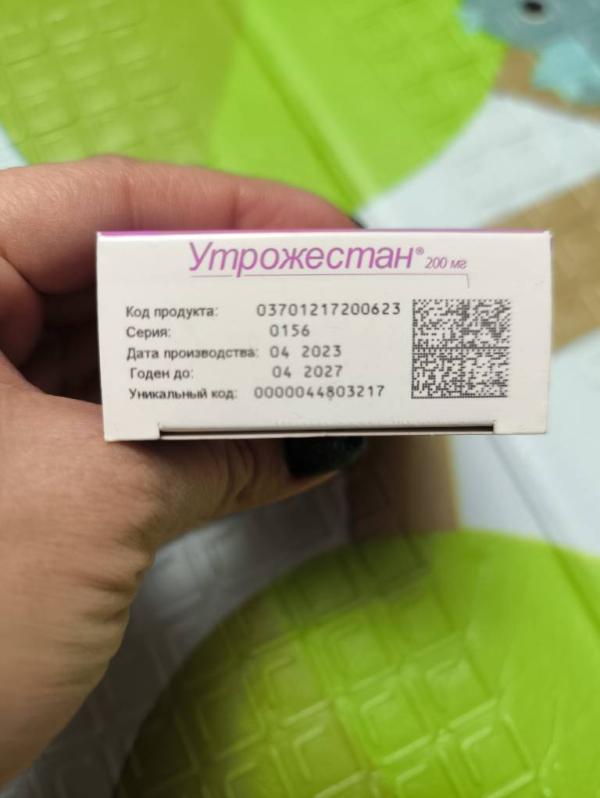 Утрожестан® 200 мг
Код продукта: 03701217200623
Серия: 0156
Дата производства: 04 2023
Годен до: 04 2027
Уникальный код: 0000044803217